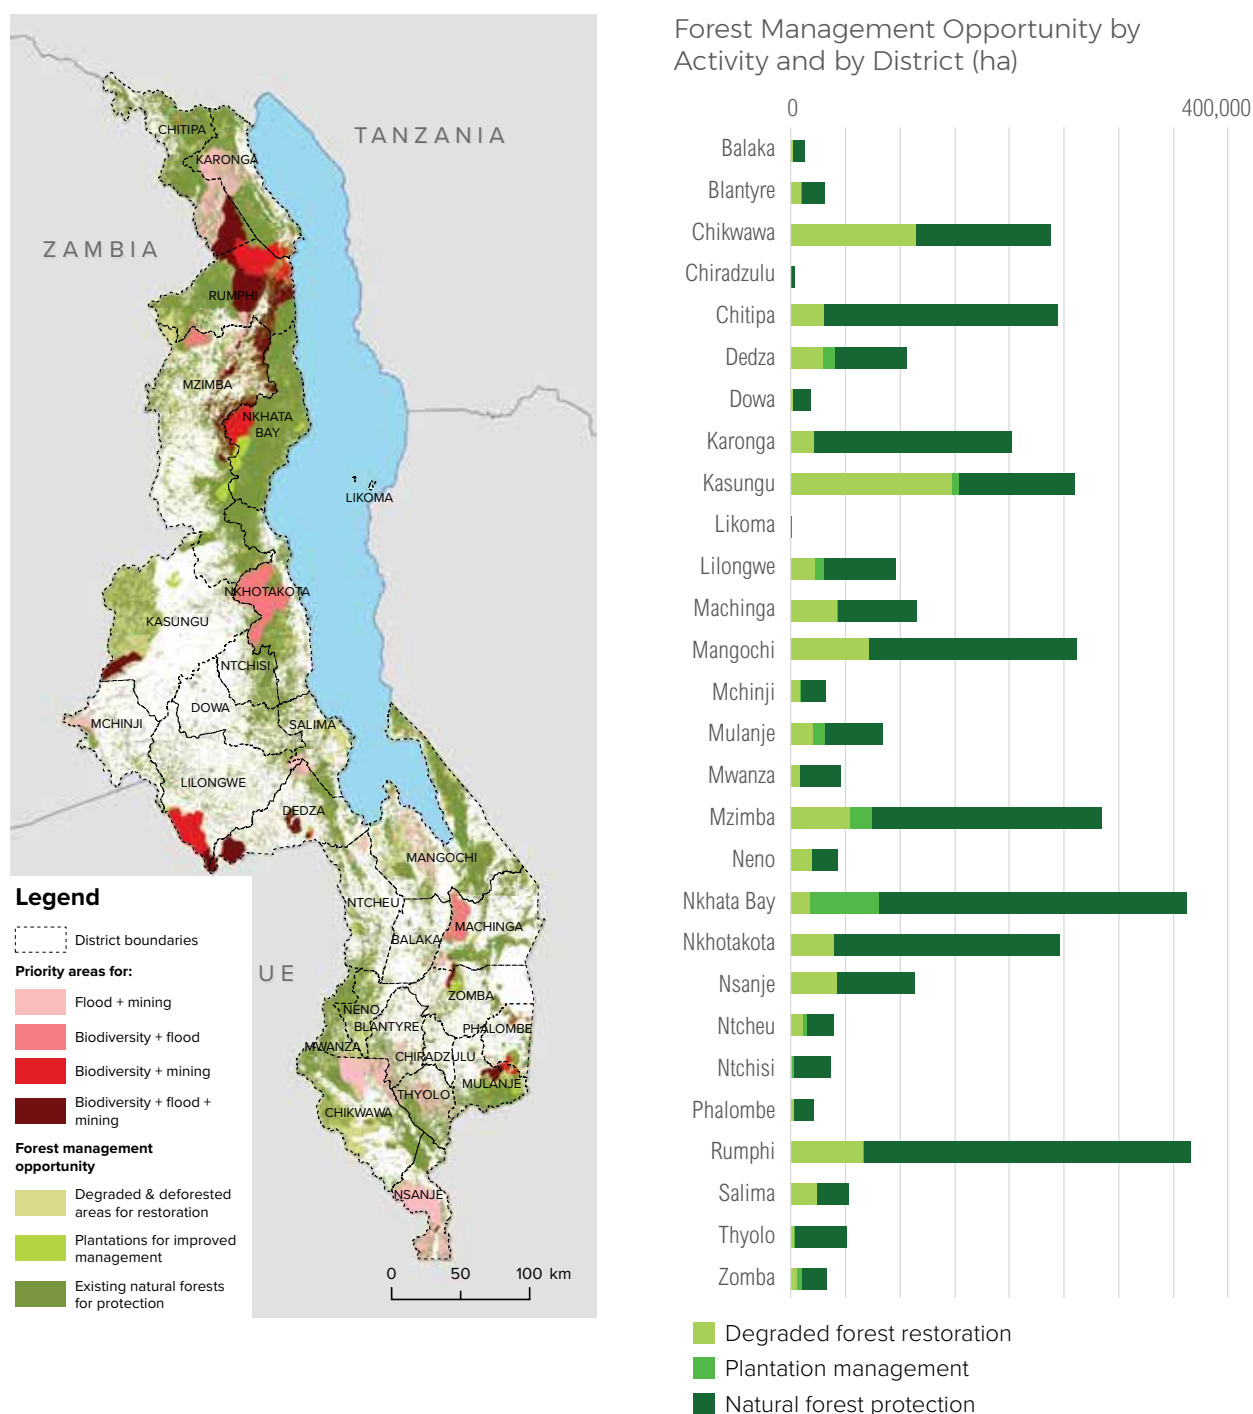 TANZANIA
ZAMBIA
CHITIPA
KARONGA
RUMPHI
MZIMBA
NKHATA
BAY
LIKOMA
NKHOTAKOTA
KASUNGU
NTCHISI
DOWA
MCHINJI
SALIMA
LILONGWE
DEDZA
MANGOCHI
NTCHEU
MACHINGA
BALAKA
UE
ZOMBA
NENO
BLANTYRE
PHALOMBE
MWANZA
CHIRADZULU
MULANJE
THYOLO
CHIKWAWA
NSANJE
0 50 100 km
Legend
District boundaries
Priority areas for:
Flood + mining
Biodiversity + flood
Biodiversity + mining
Biodiversity + flood +
mining
Forest management
opportunity
Degraded & deforested
areas for restoration
Plantations for improved
management
Existing natural forests
for protection
Forest Management Opportunity by
Activity and by District (ha)
0 400,000
Balaka
Blantyre
Chikwawa
Chiradzulu
Chitipa
Dedza
Dowa
Karonga
Kasungu
Likoma
Lilongwe
Machinga
Mangochi
Mchinji
Mulanje
Mwanza
Mzimba
Neno
Nkhata Bay
Nkhotakota
Nsanje
Ntcheu
Ntchisi
Phalombe
Rumphi
Salima
Thyolo
Zomba
Degraded forest restoration
Plantation management
Natural forest protection